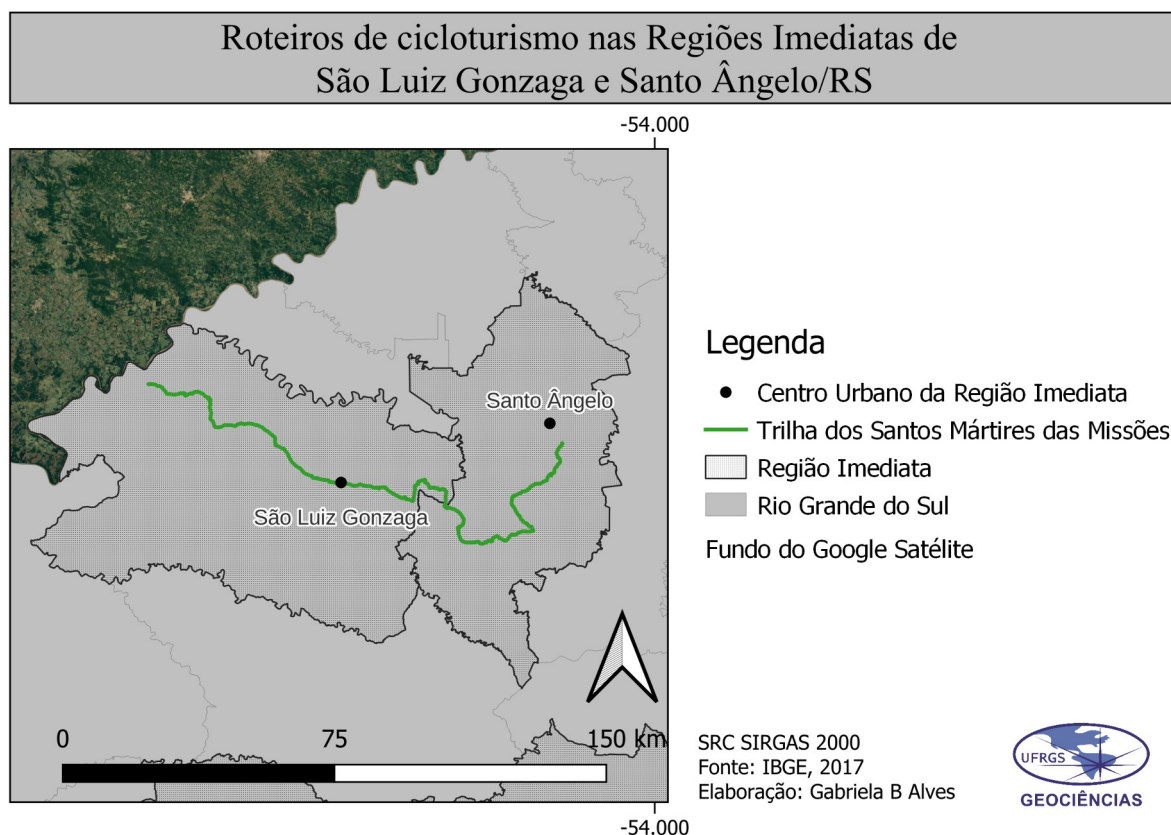 Roteiros de cicloturismo nas Regiões Imediatas de
São Luiz Gonzaga e Santo Ângelo/RS
-54.000
Santo Ângelo
São Luiz Gonzaga
0 75 150 km
-54.000
Legenda
Centro Urbano da Região Imediata
Trilha dos Santos Mártires das Missões
Região Imediata
Rio Grande do Sul
Fundo do Google Satélite
SRC SIRGAS 2000
Fonte: IBGE, 2017
Elaboração: Gabriela B Alves
UFRGS
GEOCIÊNCIAS